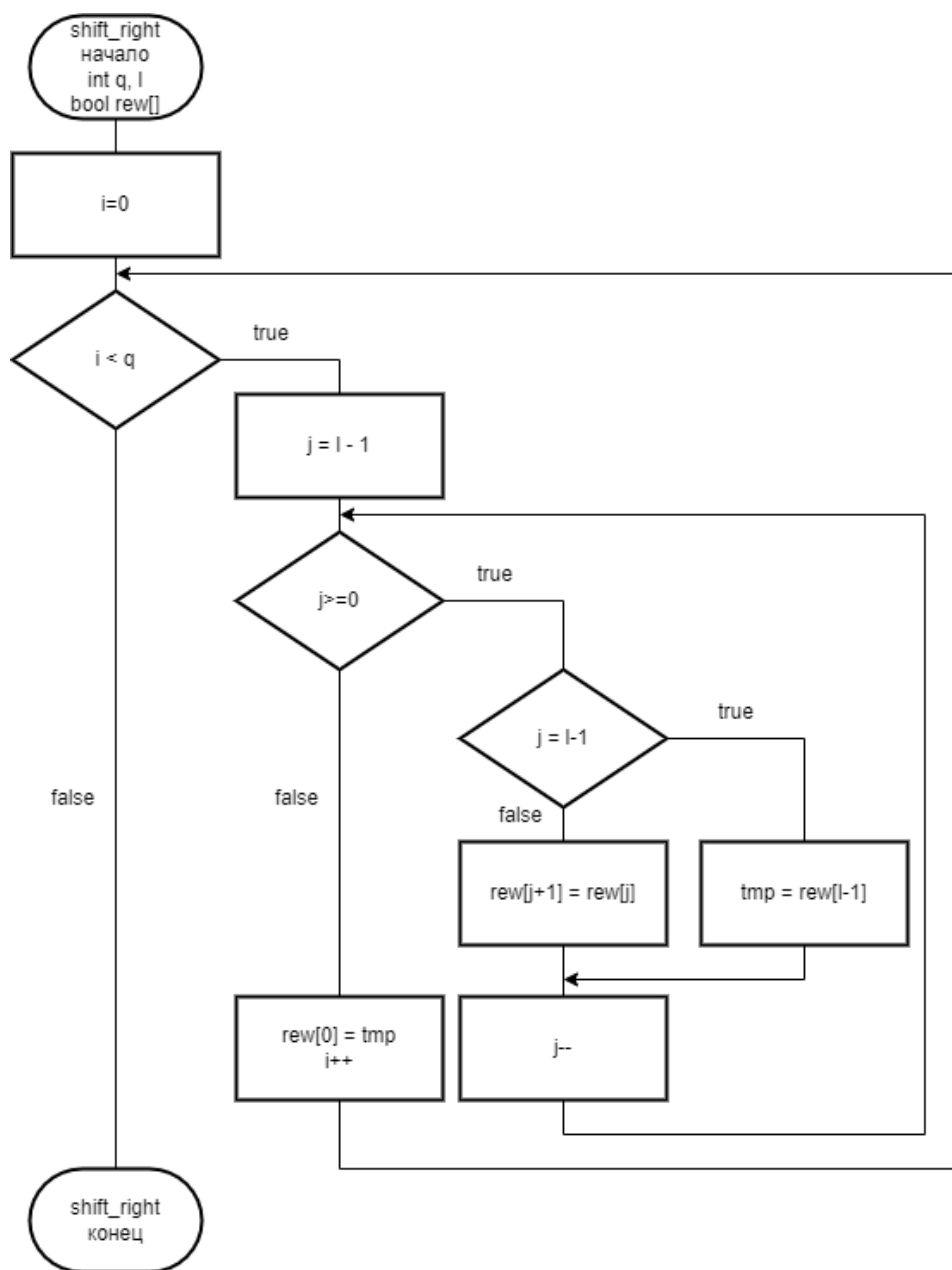 shift_right
начало
int q, l
bool rew[]
i=0
i < q
true
j = l - 1
j>=0
true
j = l-1
true
false
false
false
rew[j+1] = rew[j]
tmp = rew[l-1]
rew[0] = tmp
i++
j--
shift_right
конец